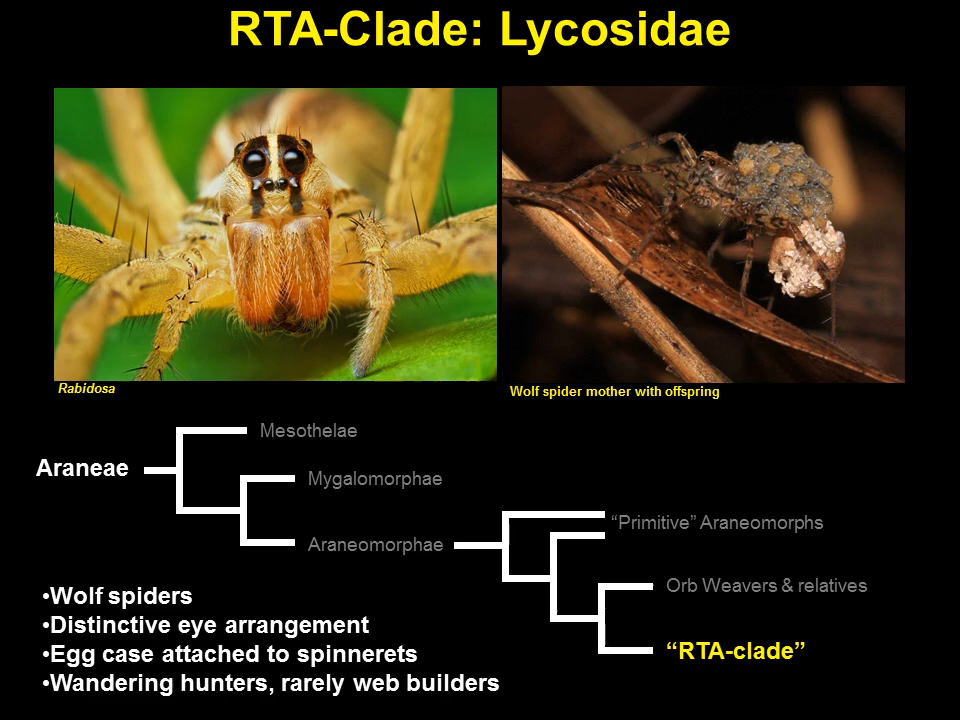 RTA-Clade: Lycosidae
Rabidosa
Wolf spider mother with offspring
Mesothelae
Araneae
Mygalomorphae
“Primitive” Araneomorphs
Araneomorphae
Orb Weavers & relatives
“RTA-clade”
•Wolf spiders
•Distinctive eye arrangement
•Egg case attached to spinnerets
•Wandering hunters, rarely web builders